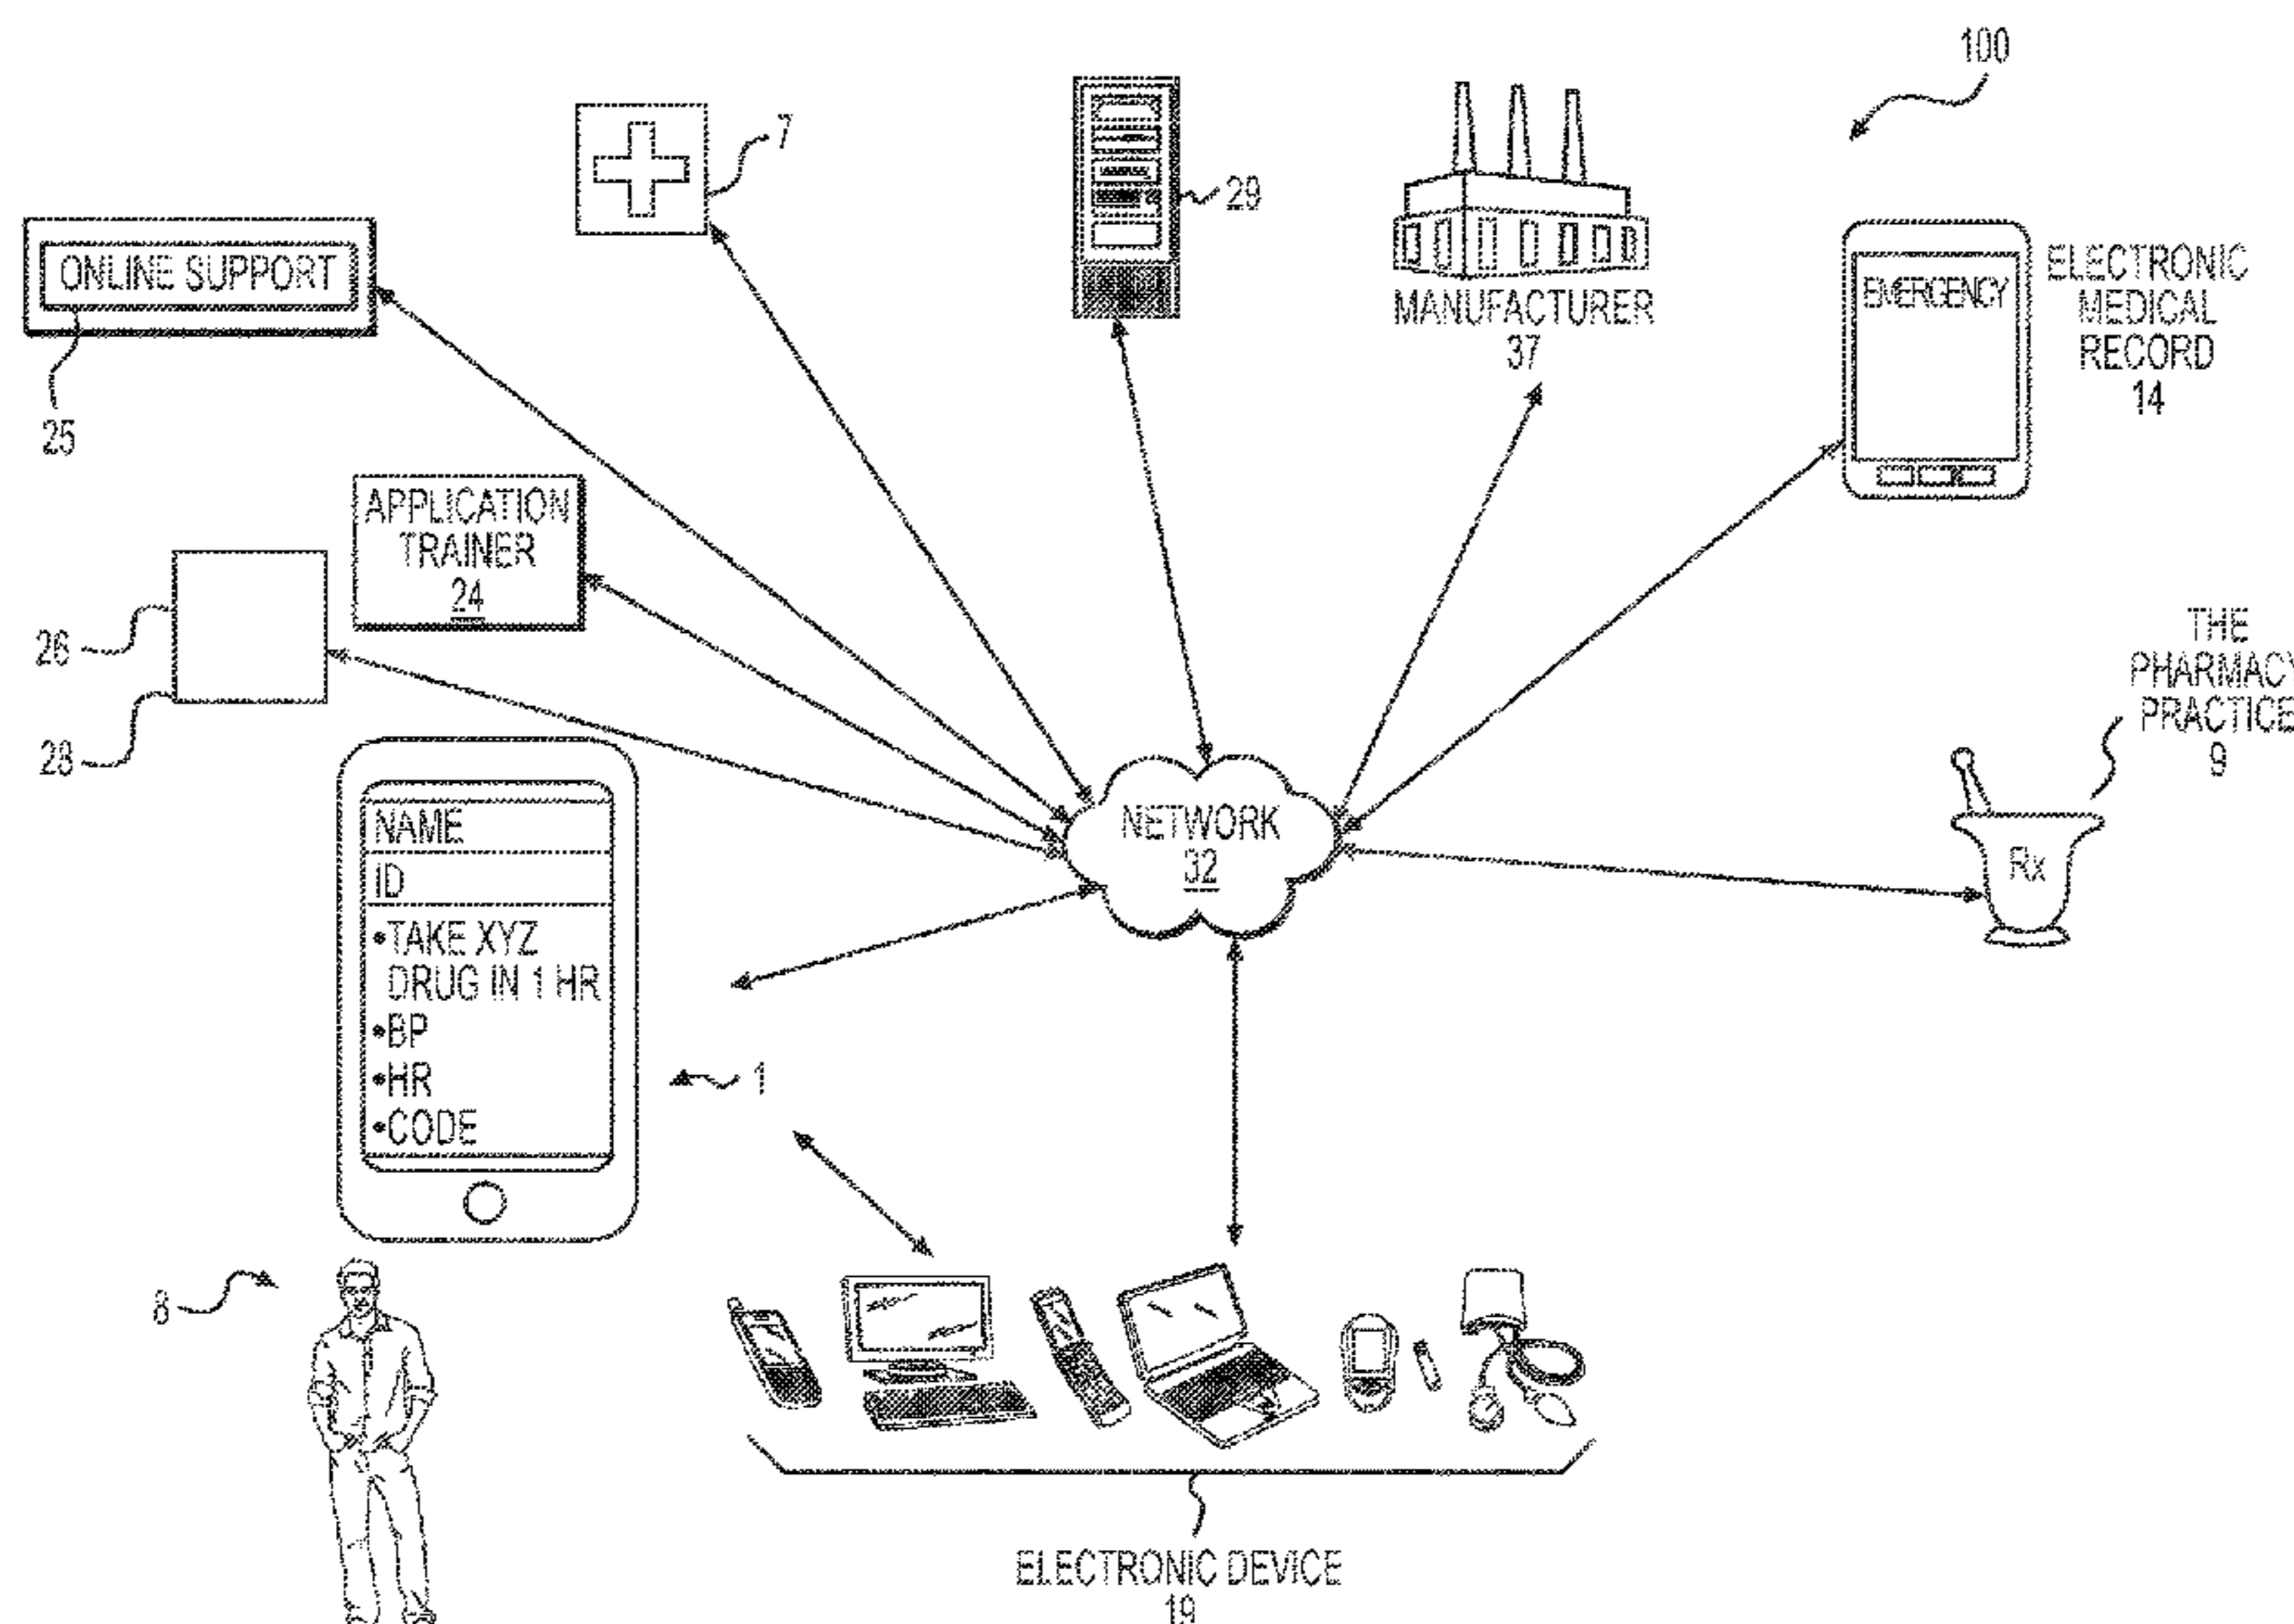 100
7
29
ONLINE SUPPORT
25
MANUFACTURER
37
EMERGENCY
ELECTRONIC
MEDICAL
RECORD
14
APPLICATION
TRAINER
24
26
28
THE
PHARMACY
PRACTICE
9
Rx
NETWORK
32
NAME
ID
•TAKE XYZ
DRUG IN 1 HR
•BP
•HR
•CODE
1
8
ELECTRONIC DEVICE
19